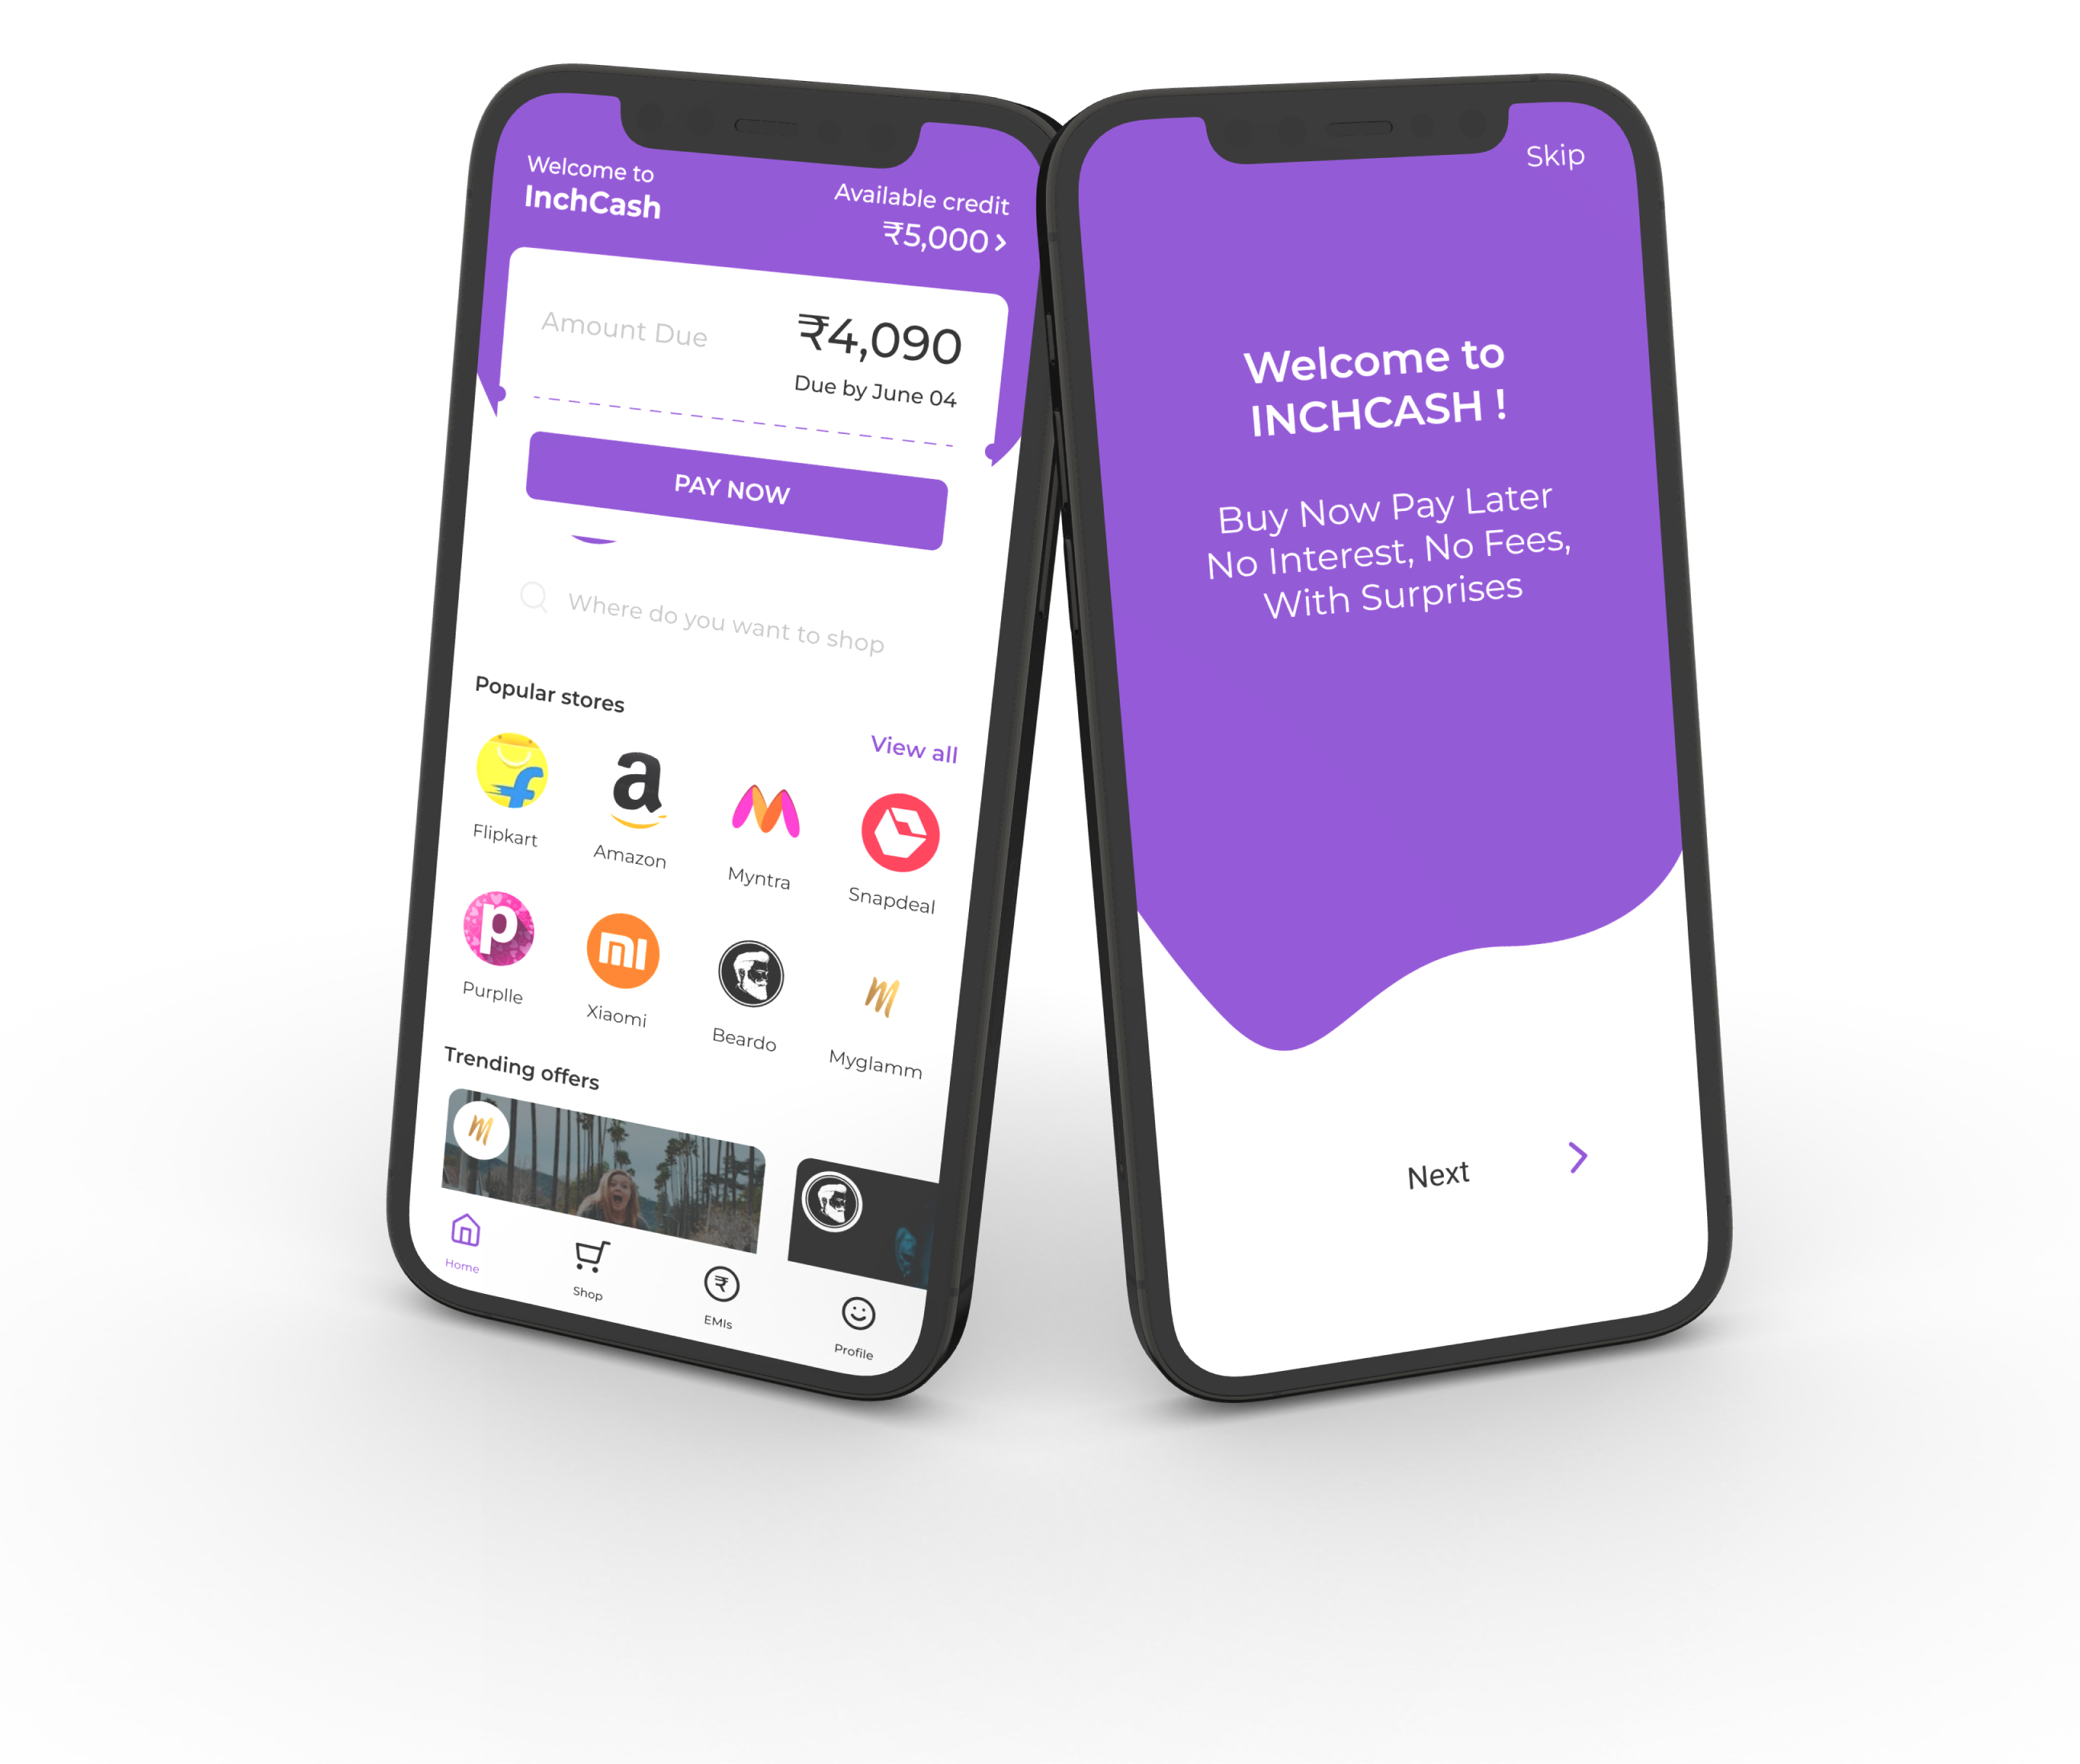 Welcome to
InchCash
Available credit
₹5,000
Amount Due
₹4,090
Due by June 04
PAY NOW
Where do you want to shop
Popular stores
View all
Flipkart
Amazon
Myntra
Snapdeal
p
mi
Purplle
Xiaomi
Beardo
Myglamm
Trending offers
Home
Shop
EMIs
Profile
Skip
Welcome to
INCHCASH !
Buy Now Pay Later
No Interest, No Fees,
With Surprises
Next